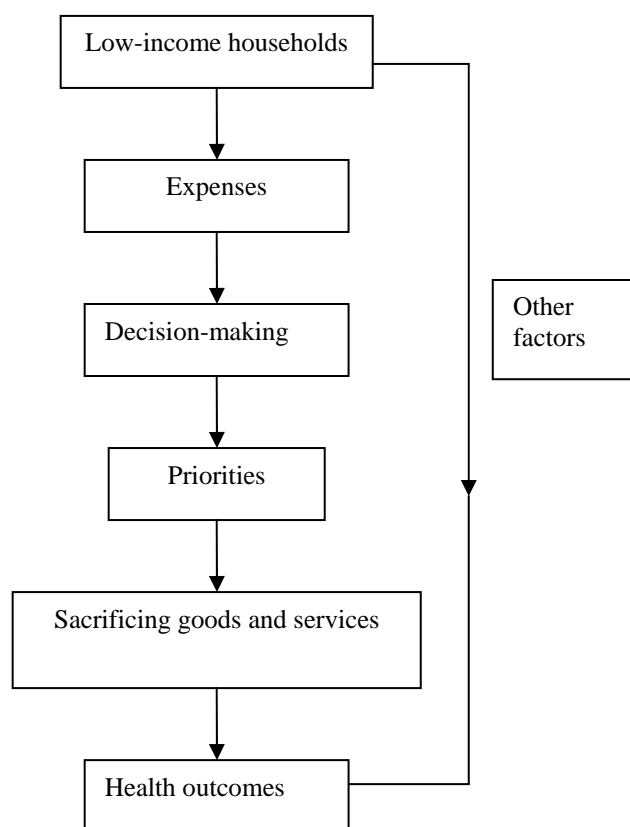 Low-income households
Expenses
Decision-making
Other
factors
Priorities
Sacrificing goods and services
Health outcomes